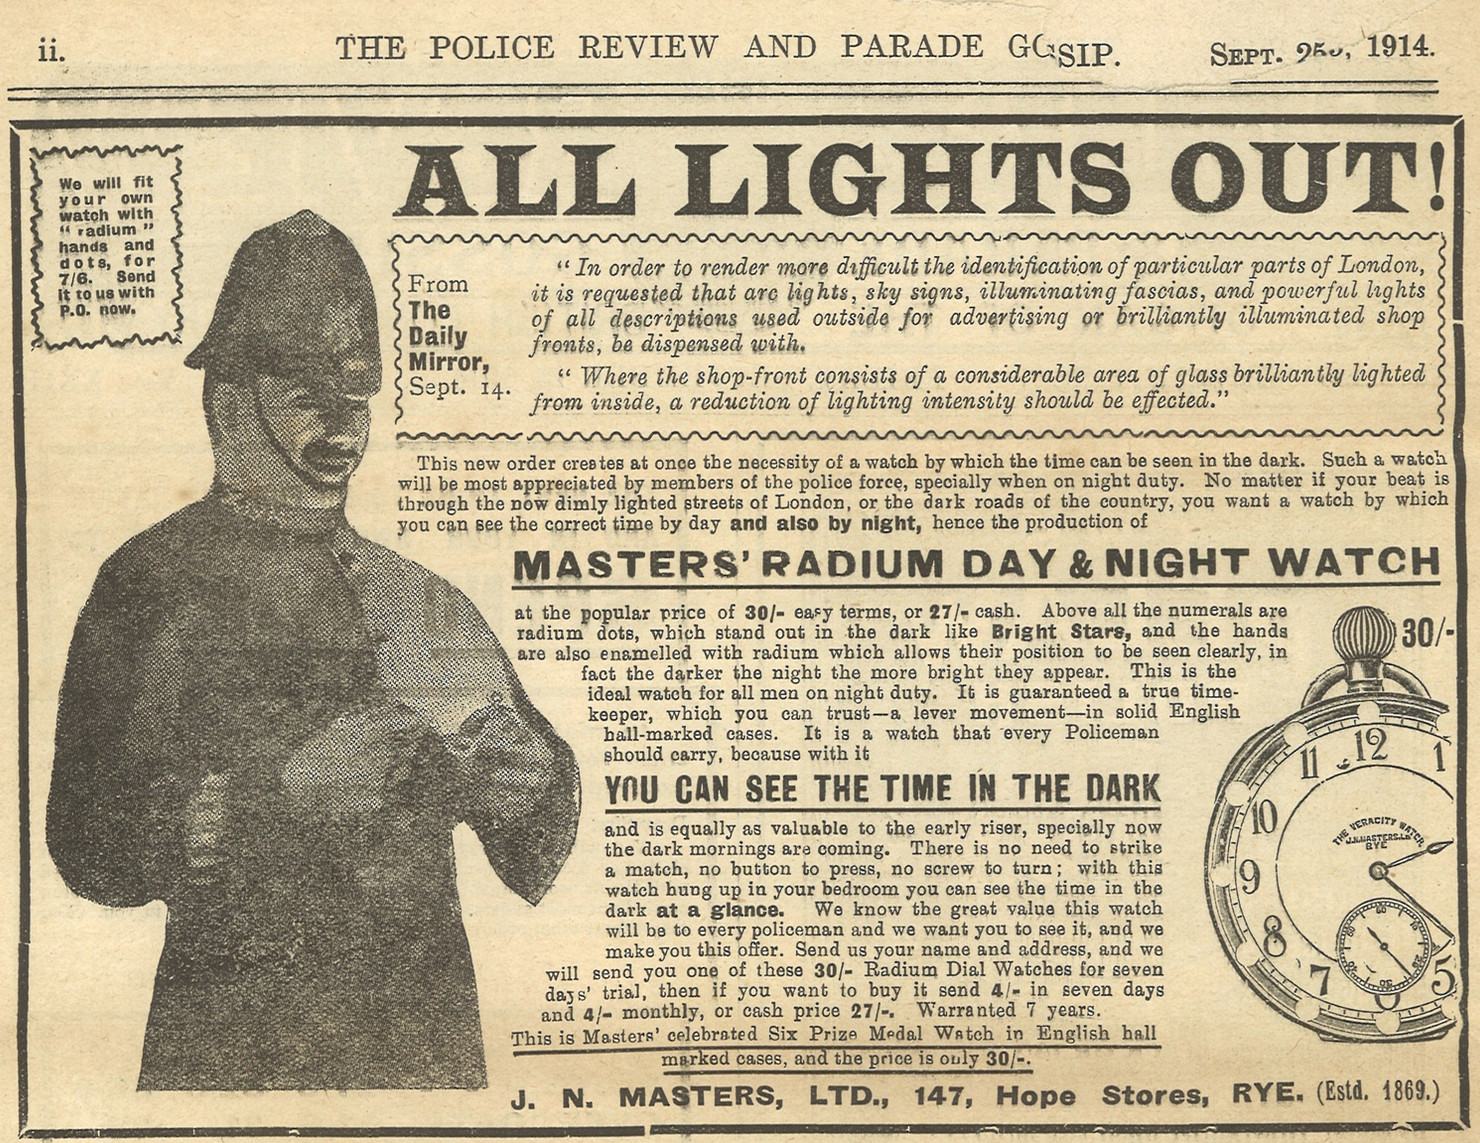 ii.
THE POLICE REVIEW AND PARADE GOSSIP.
SEPT. 25, 1914.
We will fit
your own
watch with
“ radium ”
hands and
dots, for
7/6. Send
it to us with
P.O. now.
ALL LIGHTS OUT!
From
The
Daily
Mirror,
Sept. 14.
“ In order to render more difficult the identification of particular parts of London,
it is requested that arc lights, sky signs, illuminating fascias, and powerful lights
of all descriptions used outside for advertising or brilliantly illuminated shop
fronts, be dispensed with.
“ Where the shop-front consists of a considerable area of glass brilliantly lighted
from inside, a reduction of lighting intensity should be effected.”
This new order creates at once the necessity of a watch by which the time can be seen in the dark. Such a watch
will be most appreciated by members of the police force, specially when on night duty. No matter if your beat is
through the now dimly lighted streets of London, or the dark roads of the country, you want a watch by which
you can see the correct time by day and also by night, hence the production of
MASTERS’ RADIUM DAY & NIGHT WATCH
at the popular price of 30/- easy terms, or 27/- cash. Above all the numerals are
radium dots, which stand out in the dark like Bright Stars, and the hands
are also enamelled with radium which allows their position to be seen clearly, in
fact the darker the night the more bright they appear. This is the
ideal watch for all men on night duty. It is guaranteed a true time-
keeper, which you can trust—a lever movement—in solid English
hall-marked cases. It is a watch that every Policeman
should carry, because with it
YOU CAN SEE THE TIME IN THE DARK
and is equally as valuable to the early riser, specially now
the dark mornings are coming. There is no need to strike
a match, no button to press, no screw to turn; with this
watch hung up in your bedroom you can see the time in the
dark at a glance. We know the great value this watch
will be to every policeman and we want you to see it, and we
make you this offer. Send us your name and address, and we
will send you one of these 30/- Radium Dial Watches for seven
days’ trial, then if you want to buy it send 4/- in seven days
and 4/- monthly, or cash price 27/-. Warranted 7 years.
This is Masters’ celebrated Six Prize Medal Watch in English hall
marked cases, and the price is only 30/-.
J. N. MASTERS, LTD., 147, Hope Stores, RYE. (Estd. 1869.)
30/-
11 12 1
10
9
8
7
6
5
THE VERACITY WATCH
J.N. MASTERS, LD
RYE
60